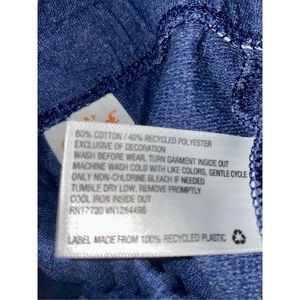 60% COTTON / 40% RECYCLED POLYESTER
EXCLUSIVE OF DECORATION
WASH BEFORE WEAR, TURN GARMENT INSIDE OUT
MACHINE WASH COLD WITH LIKE COLORS, GENTLE CYCLE
ONLY NON-CHLORINE BLEACH IF NEEDED
TUMBLE DRY LOW, REMOVE PROMPTLY
COOL IRON INSIDE OUT
RN17730 VN1254495
LABEL MADE FROM 100% RECYCLED PLASTIC